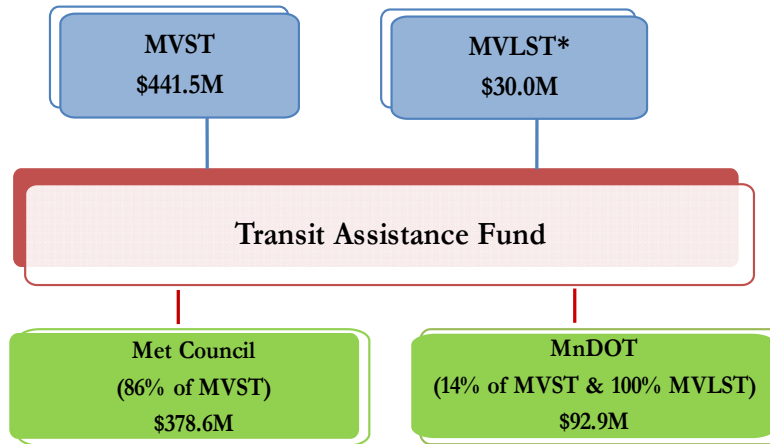 MVST
$441.5M
MVLST*
$30.0M
Transit Assistance Fund
Met Council
(86% of MVST)
$378.6M
MnDOT
(14% of MVST & 100% MVLST)
$92.9M